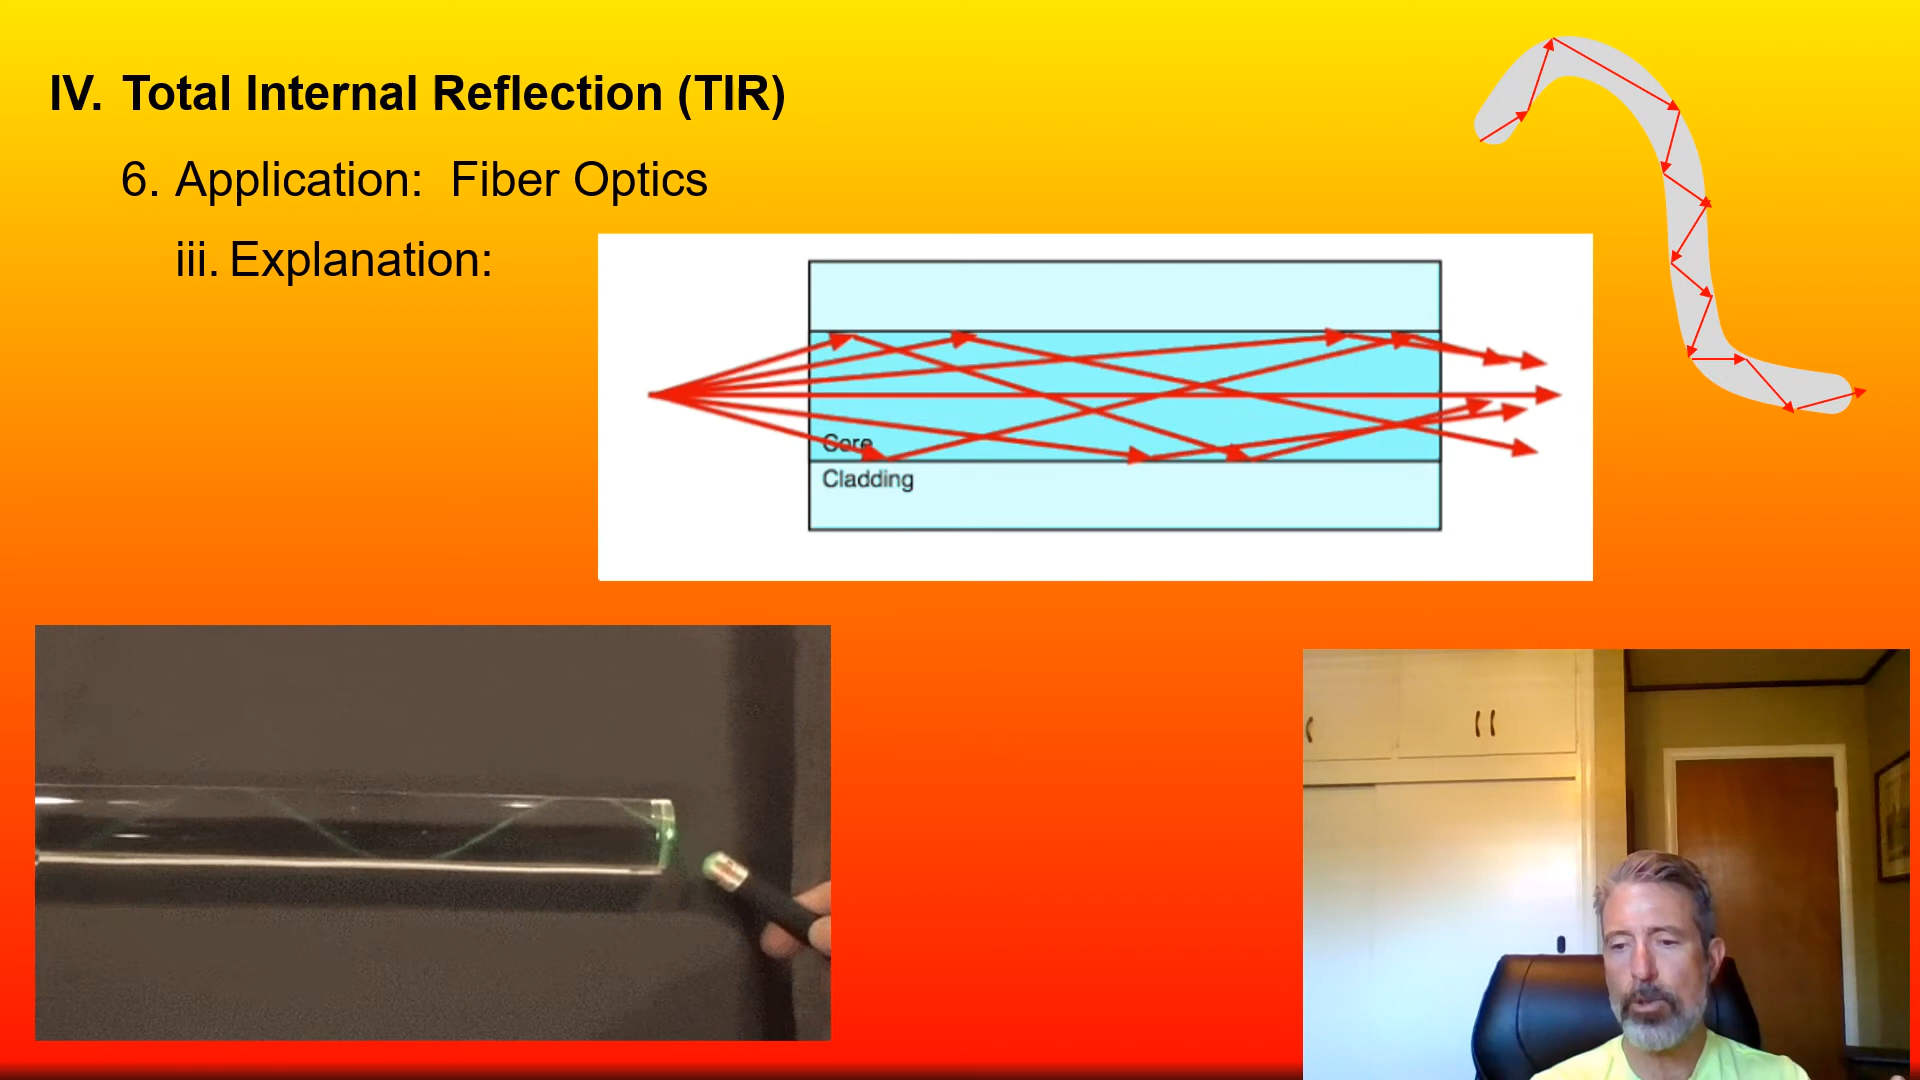 IV. Total Internal Reflection (TIR)
6. Application: Fiber Optics
iii. Explanation:
Core
Cladding